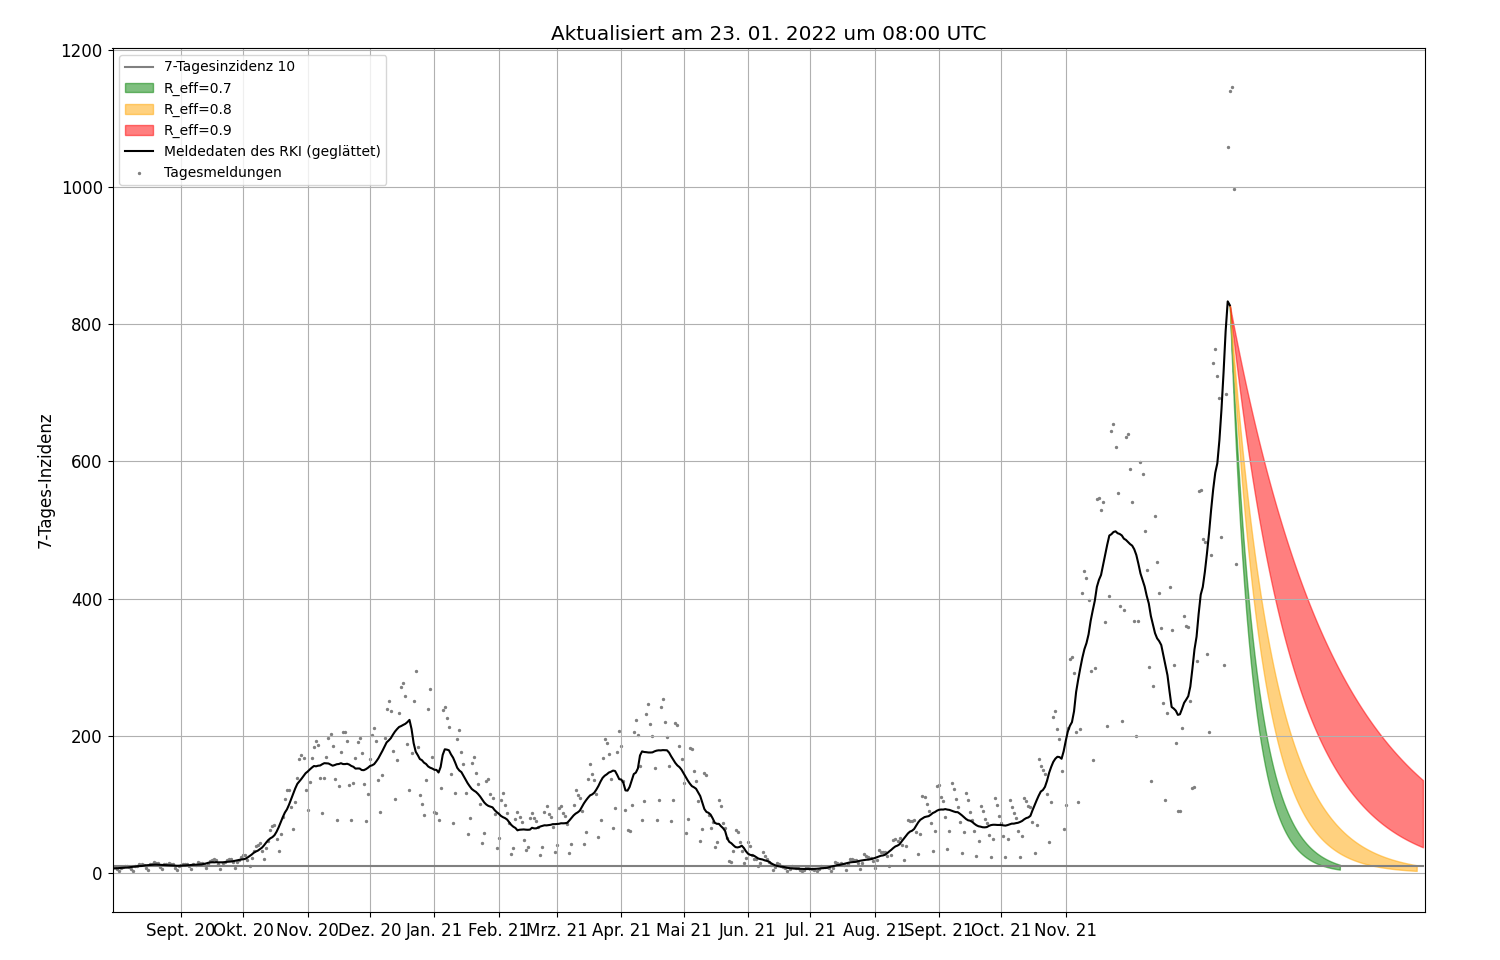 Aktualisiert am 23. 01. 2022 um 08:00 UTC
7-Tagesinzidenz 10
R_eff=0.7
R_eff=0.8
R_eff=0.9
Meldedaten des RKI (geglättet)
Tagesmeldungen
7-Tages-Inzidenz
1200
1000
800
600
400
200
0
Sept. 20 Okt. 20 Nov. 20 Dez. 20 Jan. 21 Feb. 21 Mrz. 21 Apr. 21 Mai 21 Jun. 21 Jul. 21 Aug. 21 Sept. 21 Oct. 21 Nov. 21